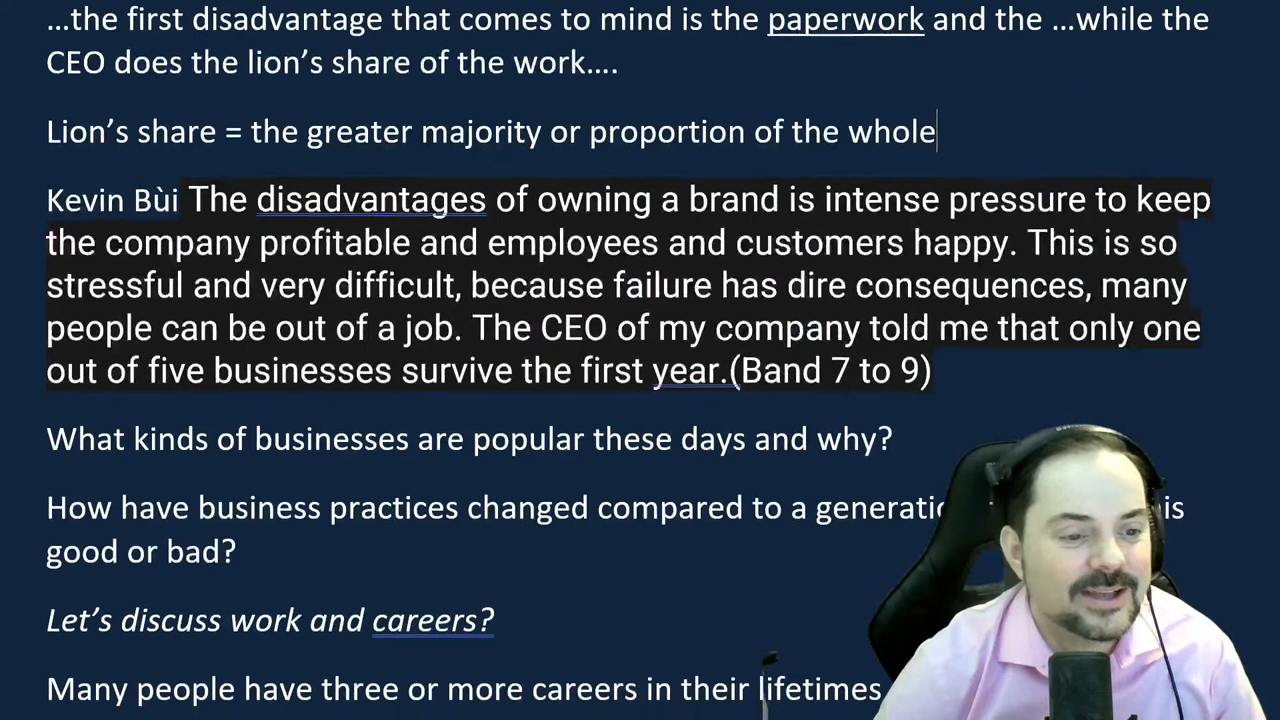 …the first disadvantage that comes to mind is the paperwork and the …while the
CEO does the lion’s share of the work….
Lion’s share = the greater majority or proportion of the whole
Kevin Bùi The disadvantages of owning a brand is intense pressure to keep
the company profitable and employees and customers happy. This is so
stressful and very difficult, because failure has dire consequences, many
people can be out of a job. The CEO of my company told me that only one
out of five businesses survive the first year.(Band 7 to 9)
What kinds of businesses are popular these days and why?
How have business practices changed compared to a is
good or bad?
Let’s discuss work and careers?
Many people have three or more careers in their lifetimes